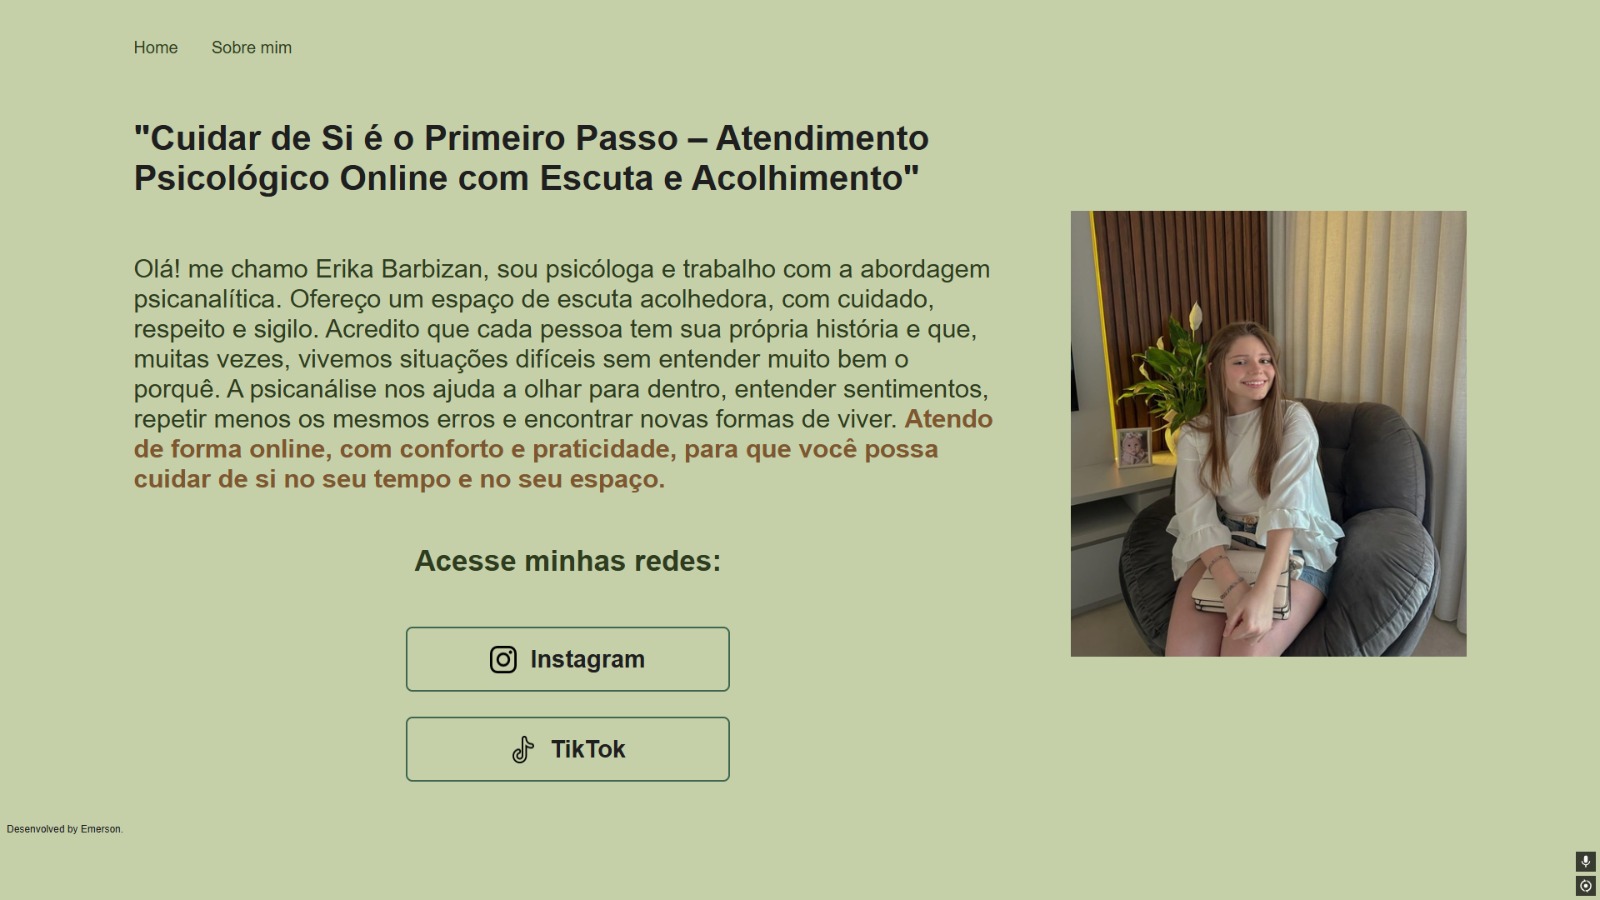 Home Sobre mim
"Cuidar de Si é o Primeiro Passo – Atendimento
Psicológico Online com Escuta e Acolhimento"
Olá! me chamo Erika Barbizan, sou psicóloga e trabalho com a abordagem
psicanalítica. Ofereço um espaço de escuta acolhedora, com cuidado,
respeito e sigilo. Acredito que cada pessoa tem sua própria história e que,
muitas vezes, vivemos situações difíceis sem entender muito bem o
porquê. A psicanálise nos ajuda a olhar para dentro, entender sentimentos,
repetir menos os mesmos erros e encontrar novas formas de viver. Atendo
de forma online, com conforto e praticidade, para que você possa
cuidar de si no seu tempo e no seu espaço.
Acesse minhas redes:
Instagram
TikTok
Desenvolved by Emerson.